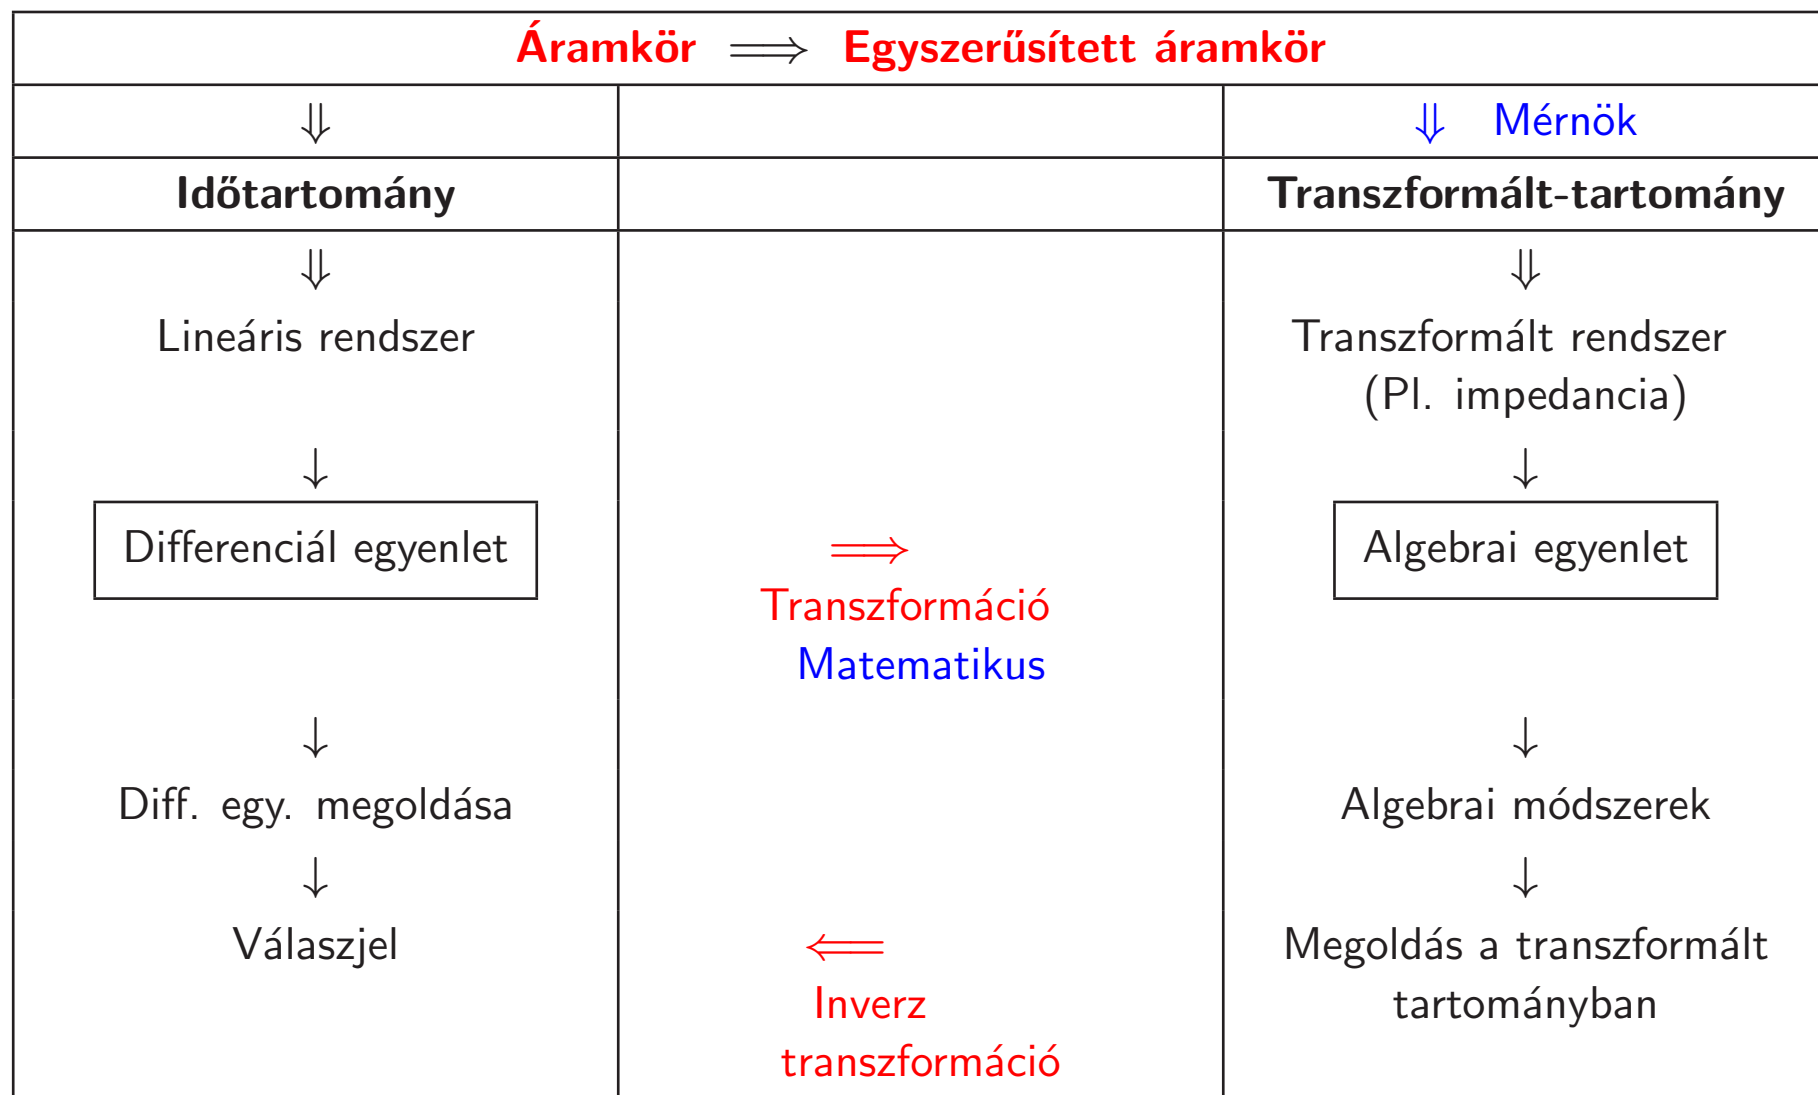 Áramkör ⟹ Egyszerűsített áramkör
⇓ ⇓ Mérnök
Időtartomány Transzformált-tartomány
⇓ ⇓
Lineáris rendszer Transzformált rendszer
(Pl. impedancia)
↓ ↓
Differenciál egyenlet ⟹ Algebrai egyenlet
Transzformáció
Matematikus
↓ ↓
Diff. egy. megoldása Algebrai módszerek
↓ ↓
Válaszjel ⟸ Megoldás a transzformált
Inverz tartományban
transzformáció